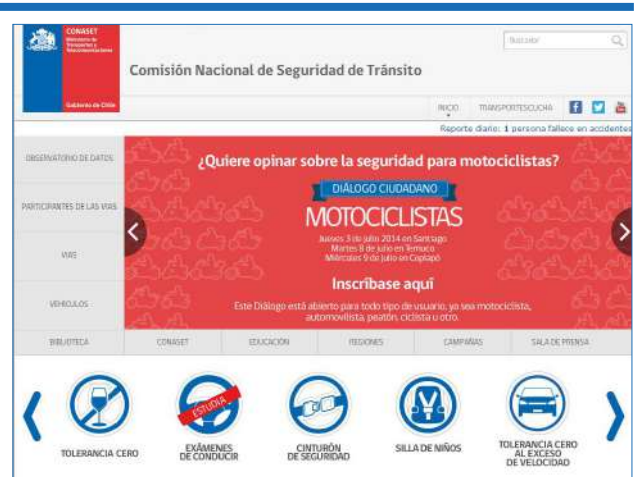 CONASET
Ministerio de
Transportes y
Telecomunicaciones
Gobierno de Chile
Buscador
Comisión Nacional de Seguridad de Tránsito
INICIO
TRANSPORTESCUCHA
Reporte diario: 1 persona fallece en accidentes
OBSERVATORIO DE DATOS
PARTICIPANTES DE LAS VIAS
VIAS
VEHICULOS
¿Quiere opinar sobre la seguridad para motociclistas?
DIÁLOGO CIUDADANO
MOTOCICLISTAS
Jueves 3 de julio 2014 en Santiago
Martes 8 de julio en Temuco
Miércoles 9 de julio en Copiapó
Inscríbase aquí
Este Diálogo está abierto para todo tipo de usuario, ya sea motociclista,
automovilista, peatón, ciclista u otro.
BIBLIOTECA
CONASET
EDUCACIÓN
REGIONES
CAMPAÑAS
SALA DE PRENSA
ESTUDIA
TOLERANCIA CERO
EXÁMENES
DE CONDUCIR
CINTURÓN
DE SEGURIDAD
SILLA DE NIÑOS
TOLERANCIA CERO
AL EXCESO
DE VELOCIDAD